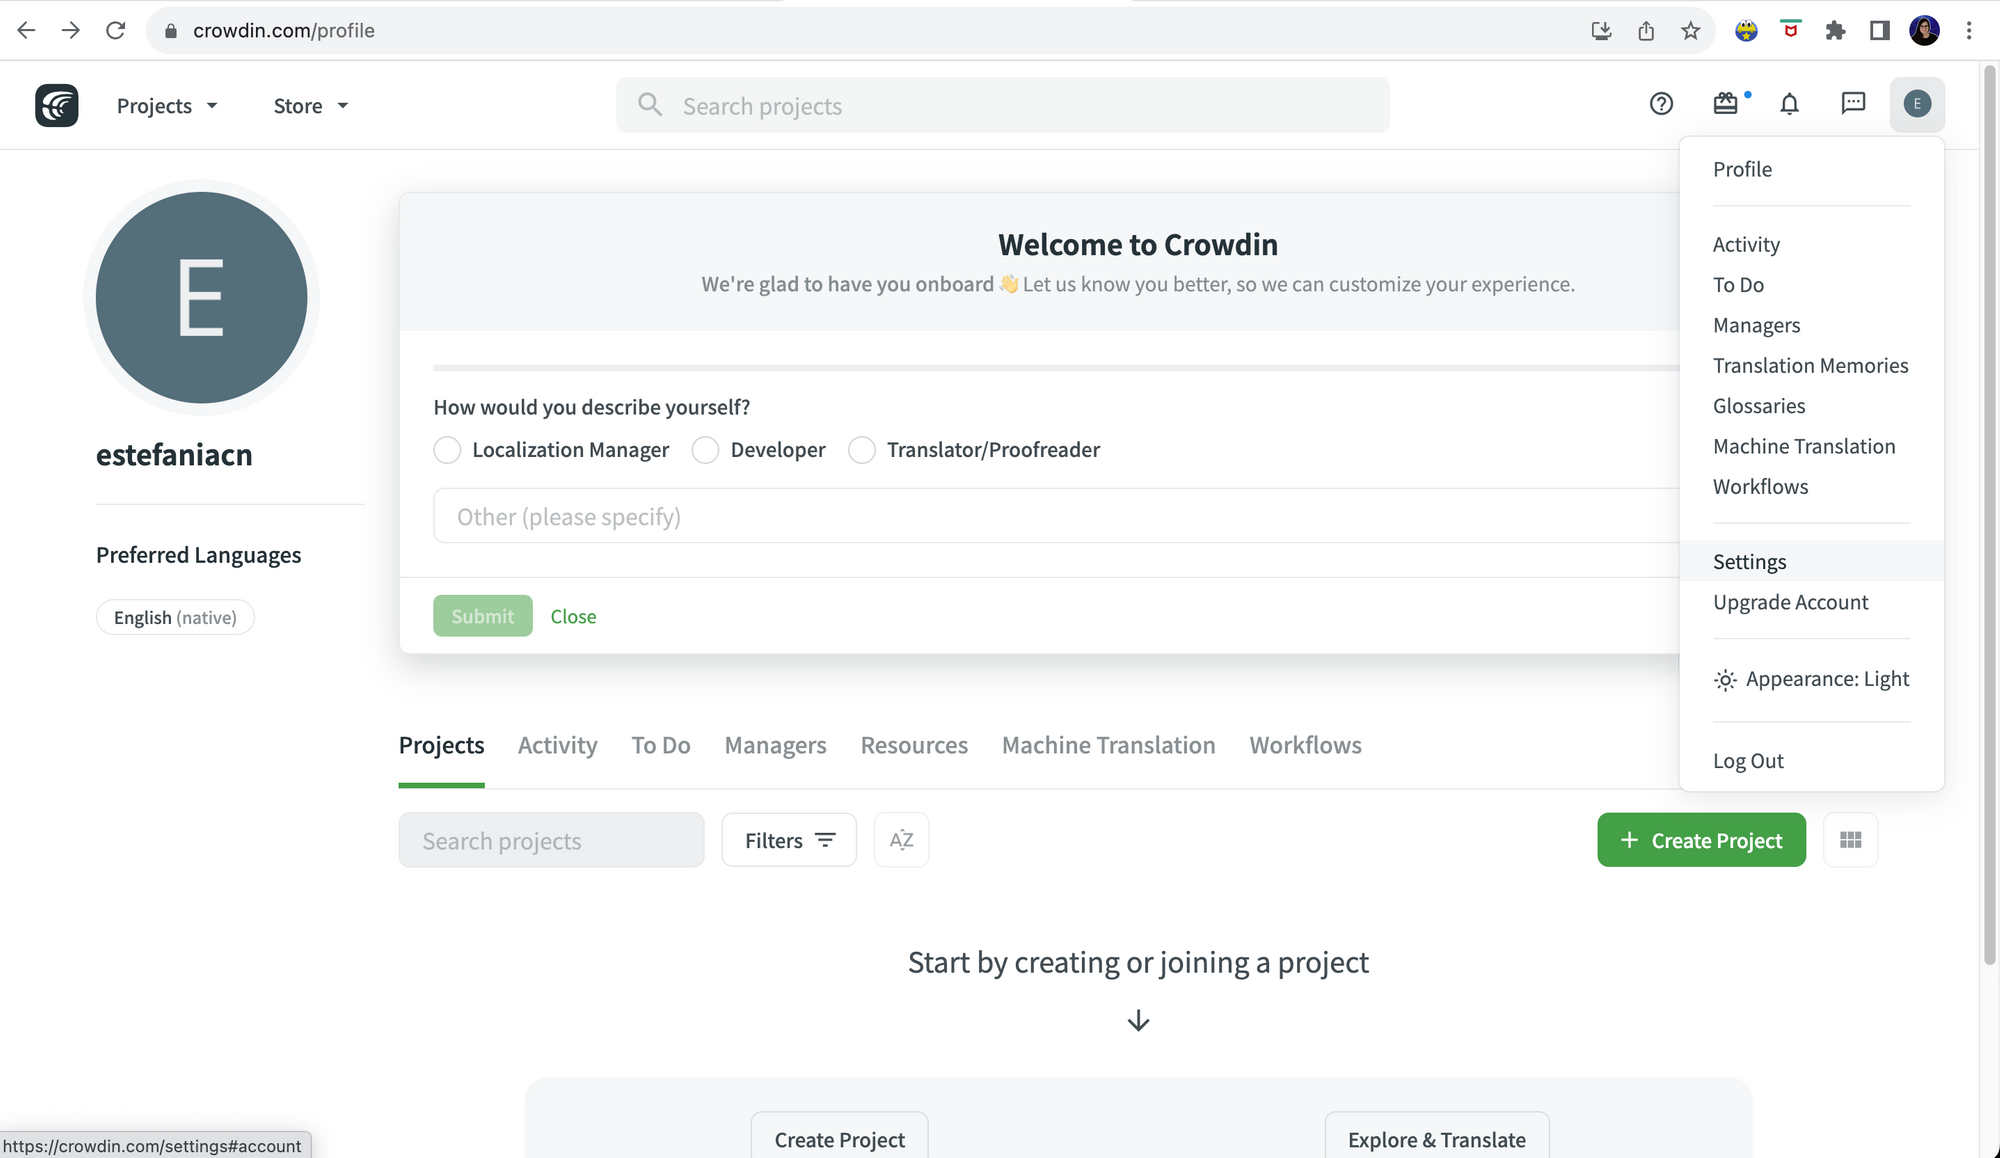 crowdin.com/profile
Projects
Store
Search projects
E
Profile
Activity
To Do
Managers
Translation Memories
Glossaries
Machine Translation
Workflows
Settings
Upgrade Account
Appearance: Light
Log Out
E
estefaniacn
Preferred Languages
English (native)
Welcome to Crowdin
We're glad to have you onboard 👋 Let us know you better, so we can customize your experience.
How would you describe yourself?
Localization Manager Developer Translator/Proofreader
Other (please specify)
Submit Close
Projects Activity To Do Managers Resources Machine Translation Workflows
Search projects Filters AZ + Create Project
Start by creating or joining a project
Create Project Explore & Translate
https://crowdin.com/settings#account